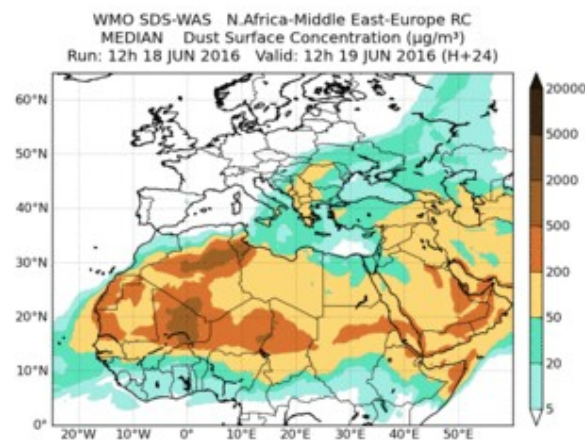 WMO SDS-WAS N.Africa-Middle East-Europe RC
MEDIAN Dust Surface Concentration (µg/m³)
Run: 12h 18 JUN 2016 Valid: 12h 19 JUN 2016 (H+24)
60°N
50°N
40°N
30°N
20°N
10°N
0°
20°W
10°W
0°
10°E
20°E
30°E
40°E
50°E
20000
5000
2000
500
200
50
20
5